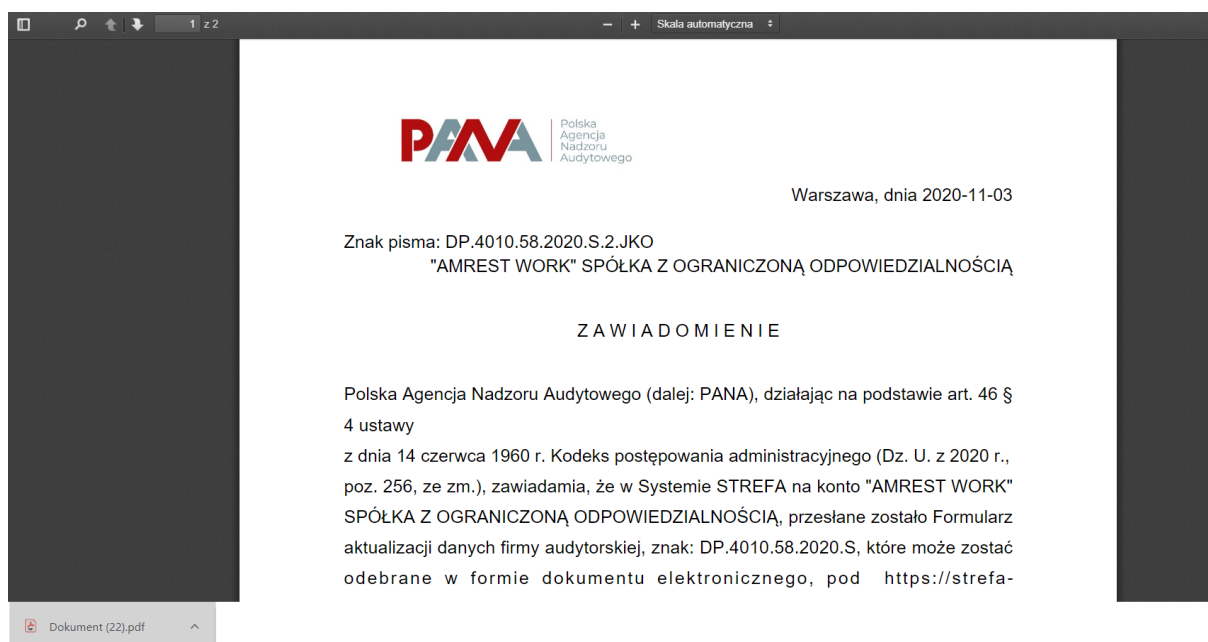 1 z 2
Skala automatyczna
PANA
Polska
Agencja
Nadzoru
Audytowego
Warszawa, dnia 2020-11-03
Znak pisma: DP.4010.58.2020.S.2.JKO
"AMREST WORK" SPÓŁKA Z OGRANICZONĄ ODPOWIEDZIALNOŚCIĄ
Z A W I A D O M I E N I E
Polska Agencja Nadzoru Audytowego (dalej: PANA), działając na podstawie art. 46 §
4 ustawy
z dnia 14 czerwca 1960 r. Kodeks postępowania administracyjnego (Dz. U. z 2020 r.,
poz. 256, ze zm.), zawiadamia, że w Systemie STREFA na konto "AMREST WORK"
SPÓŁKA Z OGRANICZONĄ ODPOWIEDZIALNOŚCIĄ, przesłane zostało Formularz
aktualizacji danych firmy audytorskiej, znak: DP.4010.58.2020.S, które może zostać
odebrane w formie dokumentu elektronicznego, pod https://strefa-
Dokument (22).pdf